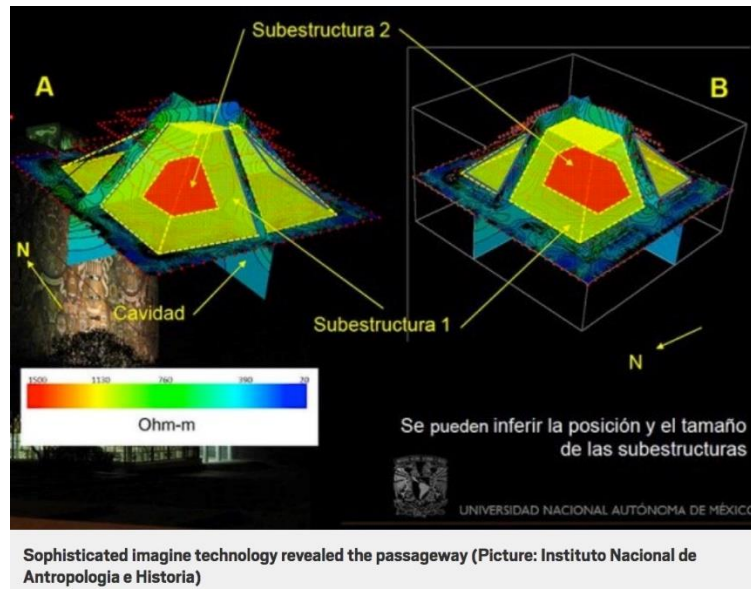 Subestructura 2
A
B
N
Cavidad
Subestructura 1
N
1500 1130 760 390 20
Ohm-m
Se pueden inferir la posición y el tamaño
de las subestructuras
UNIVERSIDAD NACIONAL AUTÓNOMA DE MÉXICO
Sophisticated imagine technology revealed the passageway (Picture: Instituto Nacional de
Antropologia e Historia)